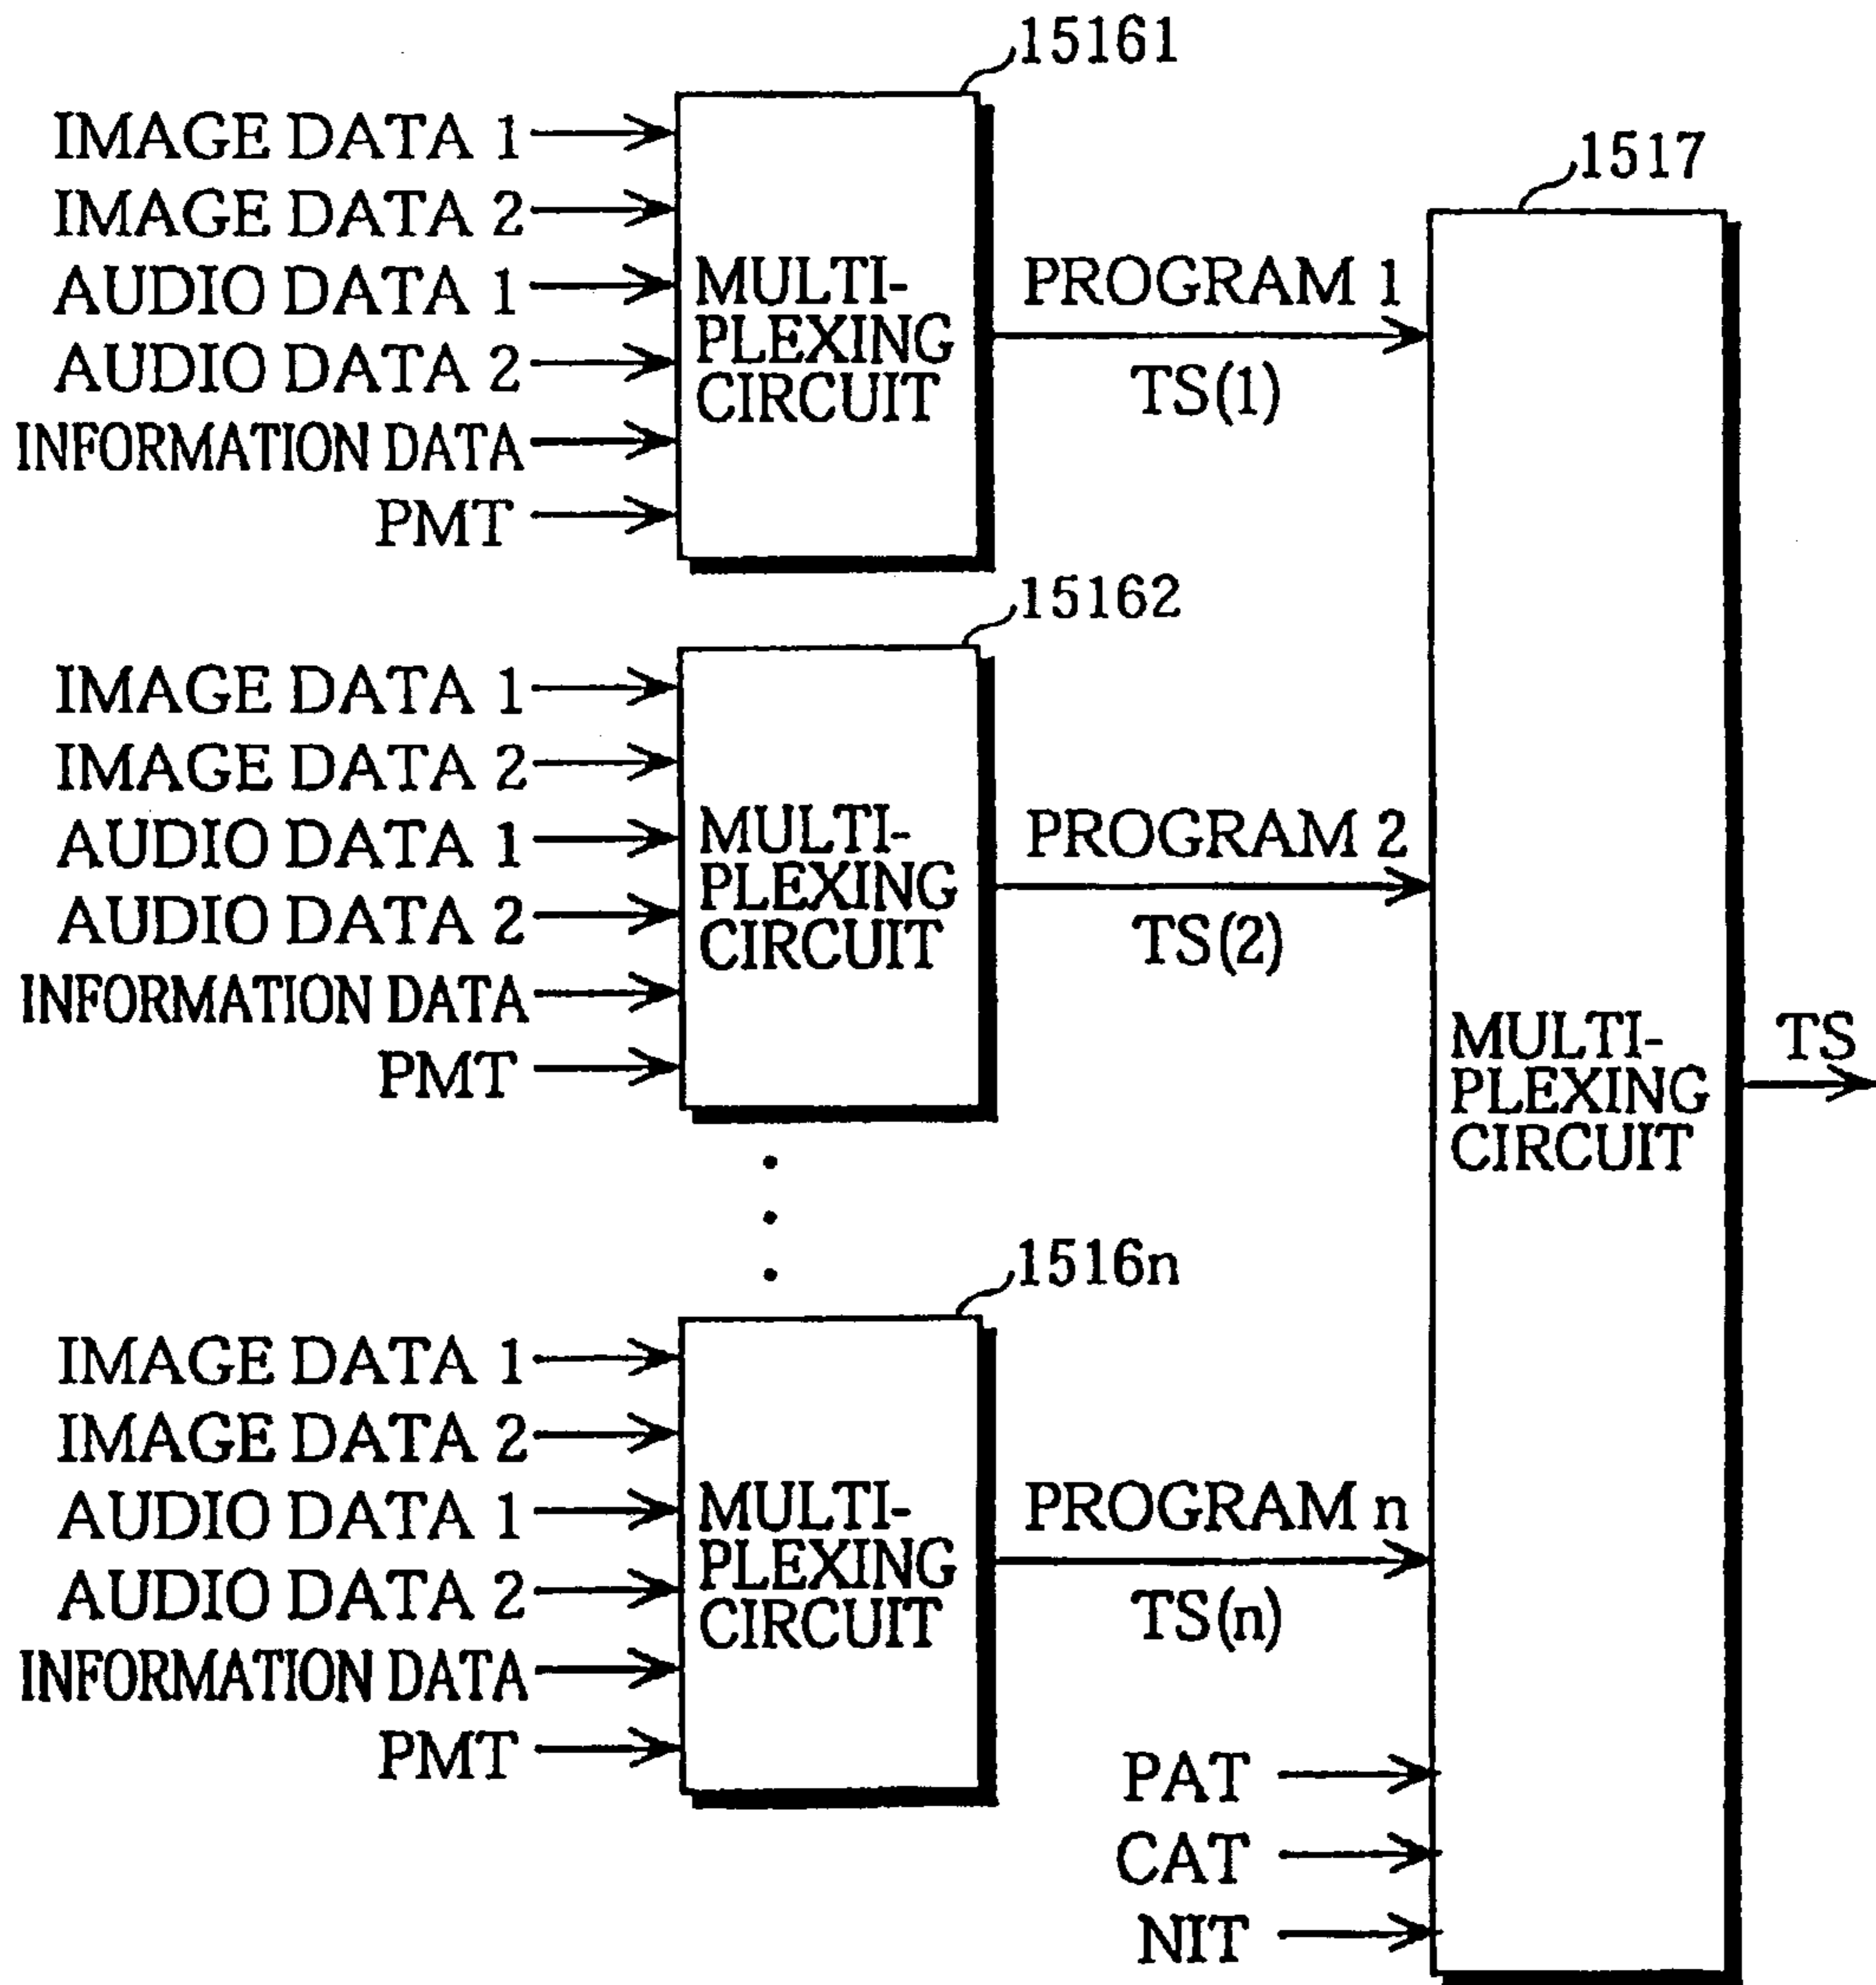 15161
IMAGE DATA 1
IMAGE DATA 2
AUDIO DATA 1
AUDIO DATA 2
INFORMATION DATA
PMT
MULTI-
PLEXING
CIRCUIT
PROGRAM 1
TS(1)
15162
IMAGE DATA 1
IMAGE DATA 2
AUDIO DATA 1
AUDIO DATA 2
INFORMATION DATA
PMT
MULTI-
PLEXING
CIRCUIT
PROGRAM 2
TS(2)
1516n
IMAGE DATA 1
IMAGE DATA 2
AUDIO DATA 1
AUDIO DATA 2
INFORMATION DATA
PMT
MULTI-
PLEXING
CIRCUIT
PROGRAM n
TS(n)
PAT
CAT
NIT
1517
MULTI-
PLEXING
CIRCUIT
TS